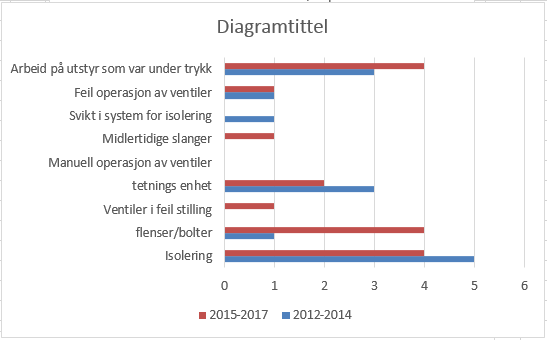 Diagramtittel
Arbeid på utstyr som var under trykk
Feil operasjon av ventiler
Svikt i system for isolering
Midlertidige slanger
Manuell operasjon av ventiler
tetnings enhet
Ventiler i feil stilling
flenser/bolter
Isolering
0 1 2 3 4 5 6
2015-2017 2012-2014